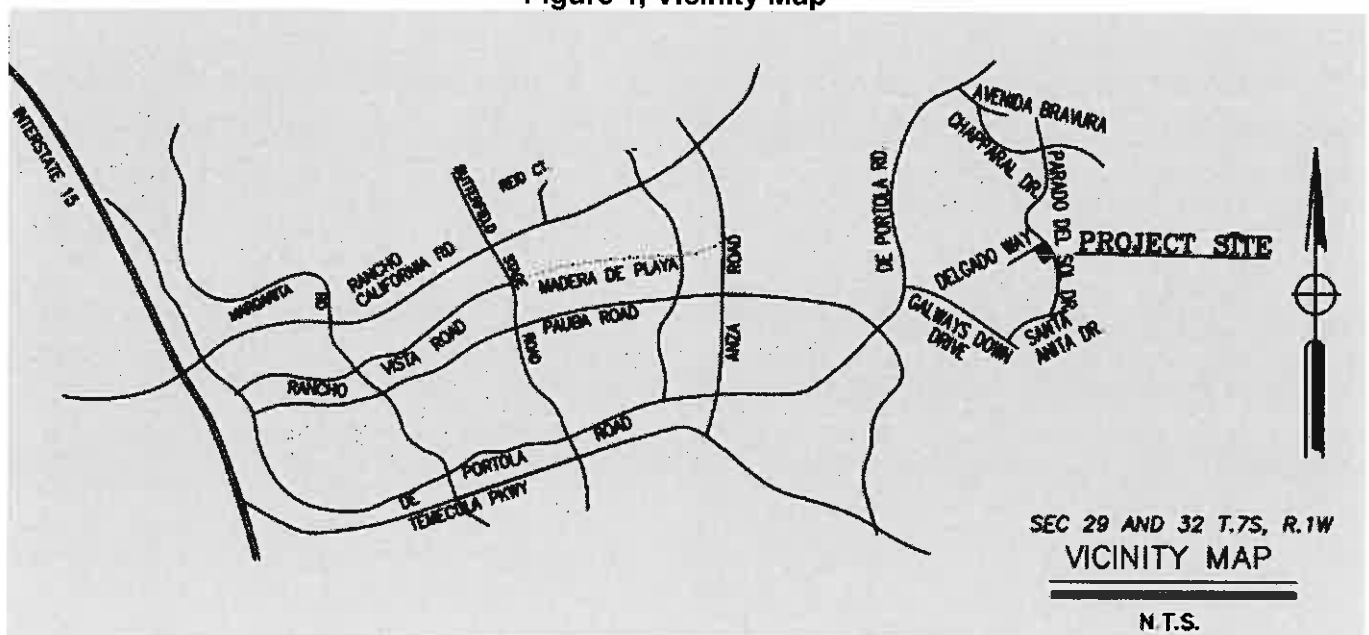 Figure 1, Vicinity Map
INTERSTATE 15
MARGARITA
RD
RANCHO
CALIFORNIA RD.
BUTTERFIELD
STAGE
ROAD
REID CT.
MADERA DE PLAYA
RANCHO
VISTA ROAD
PAUBA ROAD
ANZA
ROAD
DE PORTOLA
ROAD
TEMECULA PKWY
DE PORTOLA RD.
AVENIDA BRAVURA
CHAPPARAL DR.
PARADO DEL SOL DR.
DELGADO WAY
PROJECT SITE
GALWAYS DOWN
DRIVE
SANTA
ANITA DR
SEC 29 AND 32 T.7S, R.1W
VICINITY MAP
N.T.S.